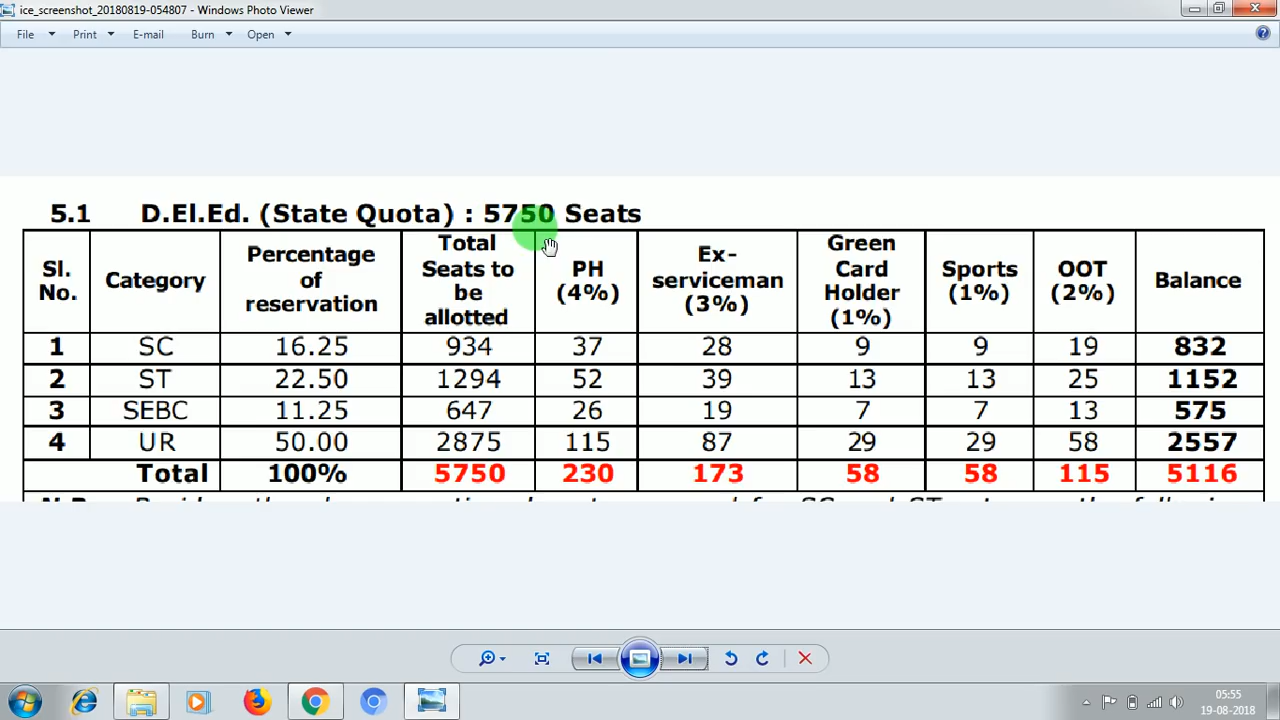 ice_screenshot_20180819-054807 - Windows Photo Viewer
File Print E-mail Burn Open
5.1 D.El.Ed. (State Quota) : 5750 Seats
Sl. No. Category Percentage of reservation Total Seats to be allotted PH (4%) Ex-serviceman (3%) Green Card Holder (1%) Sports (1%) OOT (2%) Balance
1 SC 16.25 934 37 28 9 9 19 832
2 ST 22.50 1294 52 39 13 13 25 1152
3 SEBC 11.25 647 26 19 7 7 13 575
4 UR 50.00 2875 115 87 29 29 58 2557
Total 100% 5750 230 173 58 58 115 5116
05:55
19-08-2018